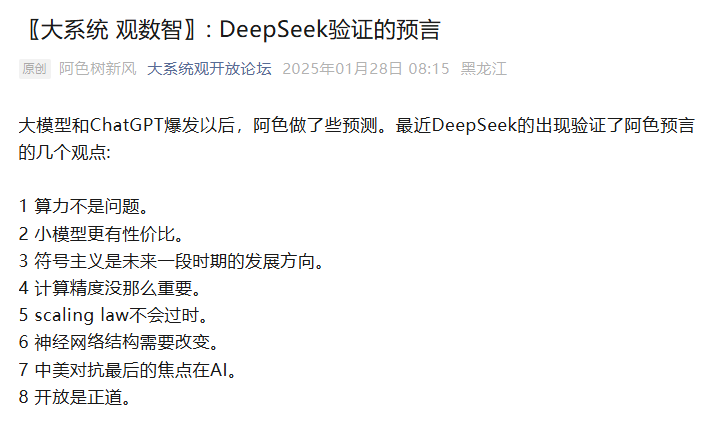 〖大系统 观数智〗: DeepSeek验证的预言
原创 阿色树新风 大系统观开放论坛 2025年01月28日 08:15 黑龙江
大模型和ChatGPT爆发以后，阿色做了些预测。最近DeepSeek的出现验证了阿色预言
的几个观点:
1 算力不是问题。
2 小模型更有性价比。
3 符号主义是未来一段时期的发展方向。
4 计算精度没那么重要。
5 scaling law不会过时。
6 神经网络结构需要改变。
7 中美对抗最后的焦点在AI。
8 开放是正道。